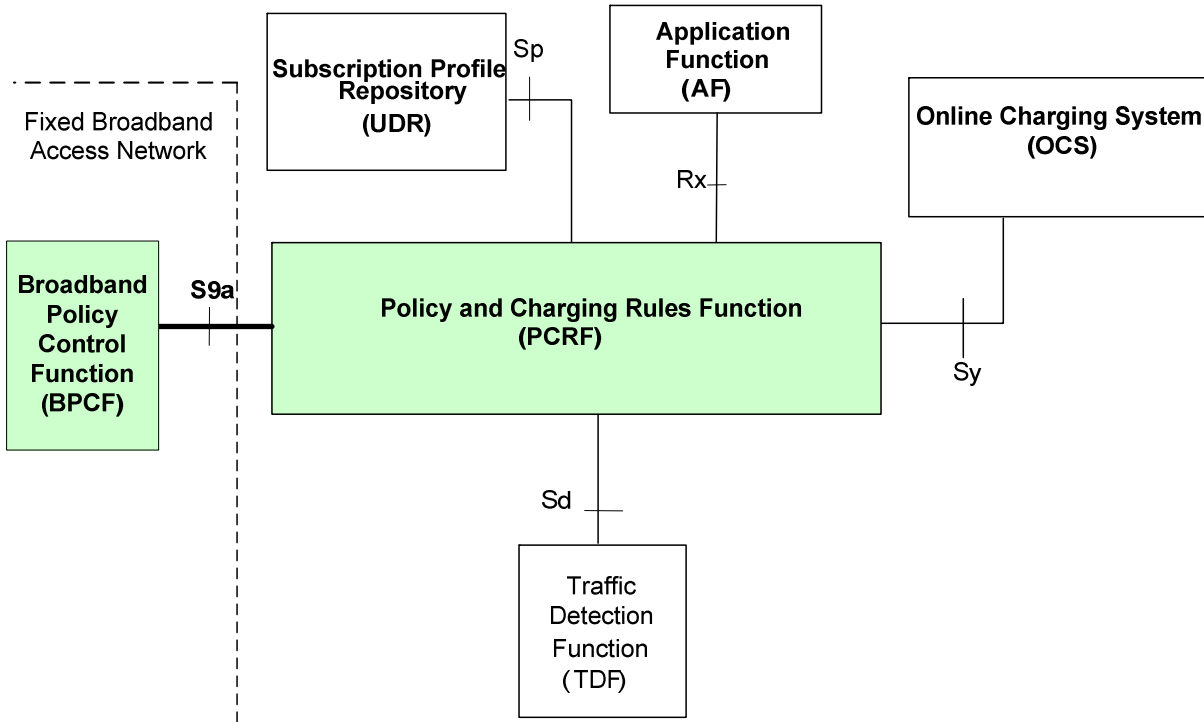 Sp
Subscription Profile
Repository
(UDR)
Application
Function
(AF)
Online Charging System
(OCS)
Fixed Broadband
Access Network
Rx
Broadband
Policy
Control
Function
(BPCF)
S9a
Policy and Charging Rules Function
(PCRF)
Sy
Sd
Traffic
Detection
Function
(TDF)